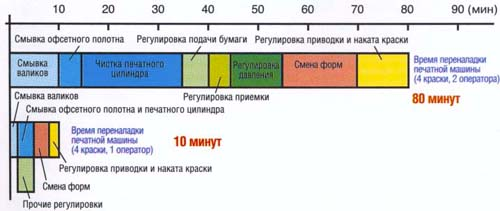 10 20 30 40 50 60 70 80 90 (мин)
Смывка офсетного полотна
Регулировка подачи бумаги
Регулировка приводки и наката краски
Смывка валиков
Чистка печатного цилиндра
Регулировка давления
Смена форм
Время переналадки
печатной машины
(4 краски, 2 оператора)
Регулировка приемки
80 минут
Смывка валиков
Смывка офсетного полотна и печатного цилиндра
Время переналадки
печатной машины
(4 краски, 1 оператор)
10 минут
Регулировка приводки и наката краски
Смена форм
Прочие регулировки